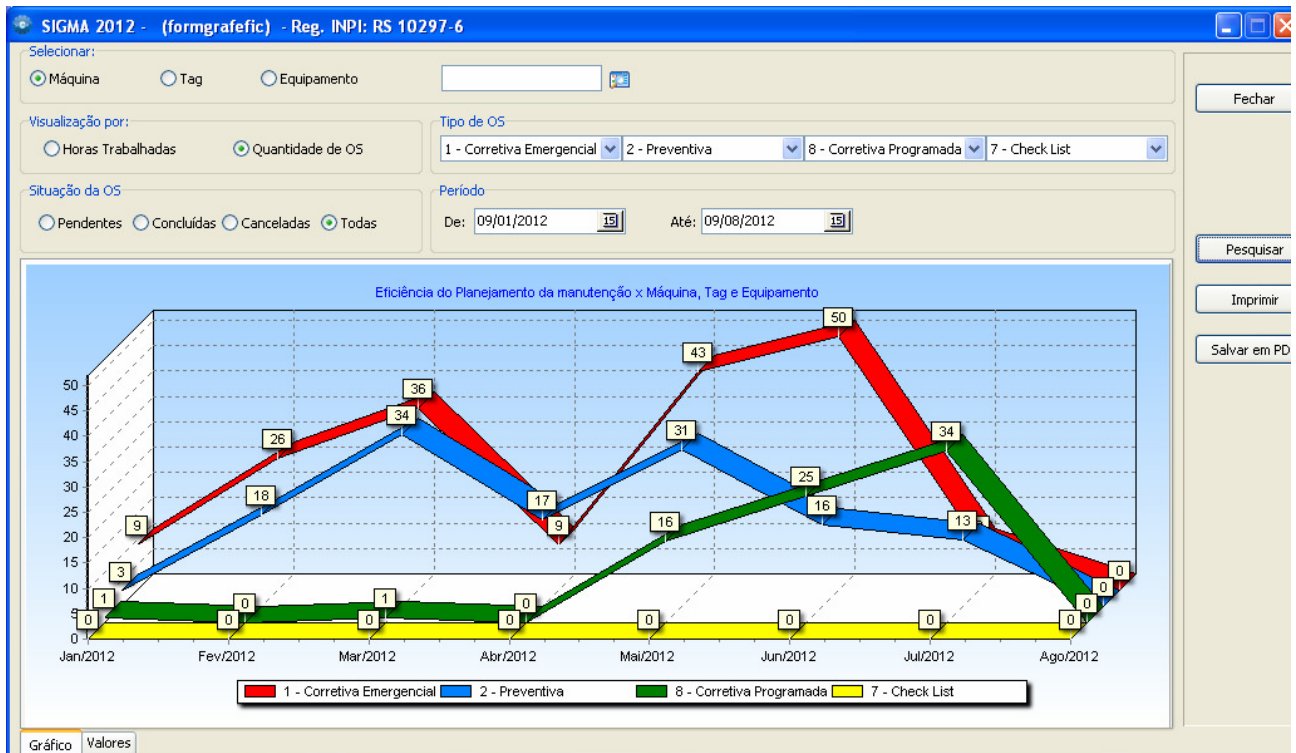 SIGMA 2012 - (formgrafefic) - Reg. INPI: RS 10297-6
Selecionar:
Máquina Tag Equipamento
Fechar
Visualização por:
Horas Trabalhadas Quantidade de OS
Tipo de OS
1 - Corretiva Emergencial 2 - Preventiva 8 - Corretiva Programada 7 - Check List
Situação da OS
Pendentes Concluídas Canceladas Todas
Período
De: 09/01/2012 15 Até: 09/08/2012 15
Pesquisar
Imprimir
Salvar em PD
Eficiência do Planejamento da manutenção x Máquina, Tag e Equipamento
50
45
40
35
30
25
20
15
10
5
0
9 26 36 9 43 50 0
3 18 34 17 31 16 13 0
1 0 1 0 16 25 34 0
0 0 0 0 0 0 0 0
Jan/2012 Fev/2012 Mar/2012 Abr/2012 Mai/2012 Jun/2012 Jul/2012 Ago/2012
1 - Corretiva Emergencial 2 - Preventiva 8 - Corretiva Programada 7 - Check List
Gráfico Valores